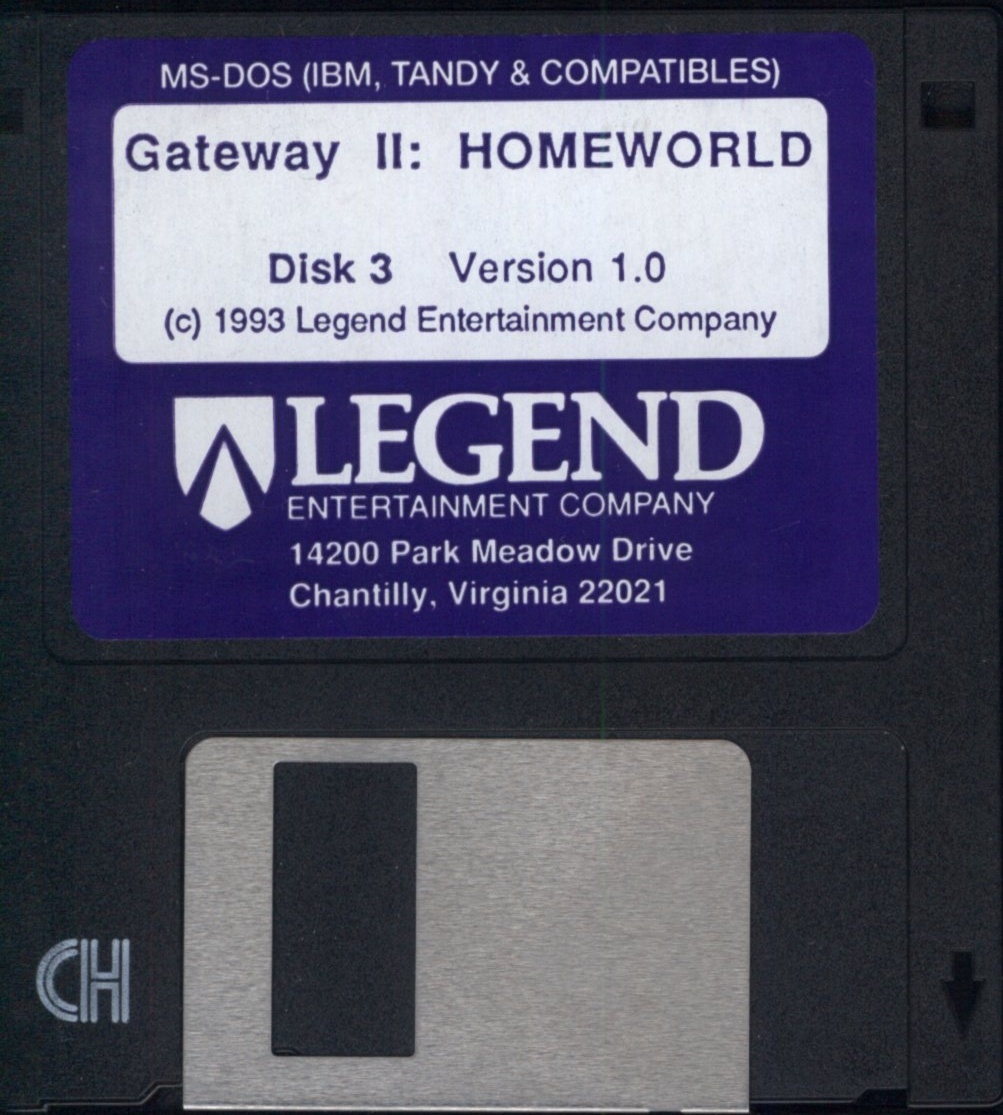 MS-DOS (IBM, TANDY & COMPATIBLES)
Gateway II: HOMEWORLD
Disk 3 Version 1.0
(c) 1993 Legend Entertainment Company
LEGEND
ENTERTAINMENT COMPANY
14200 Park Meadow Drive
Chantilly, Virginia 22021
CH